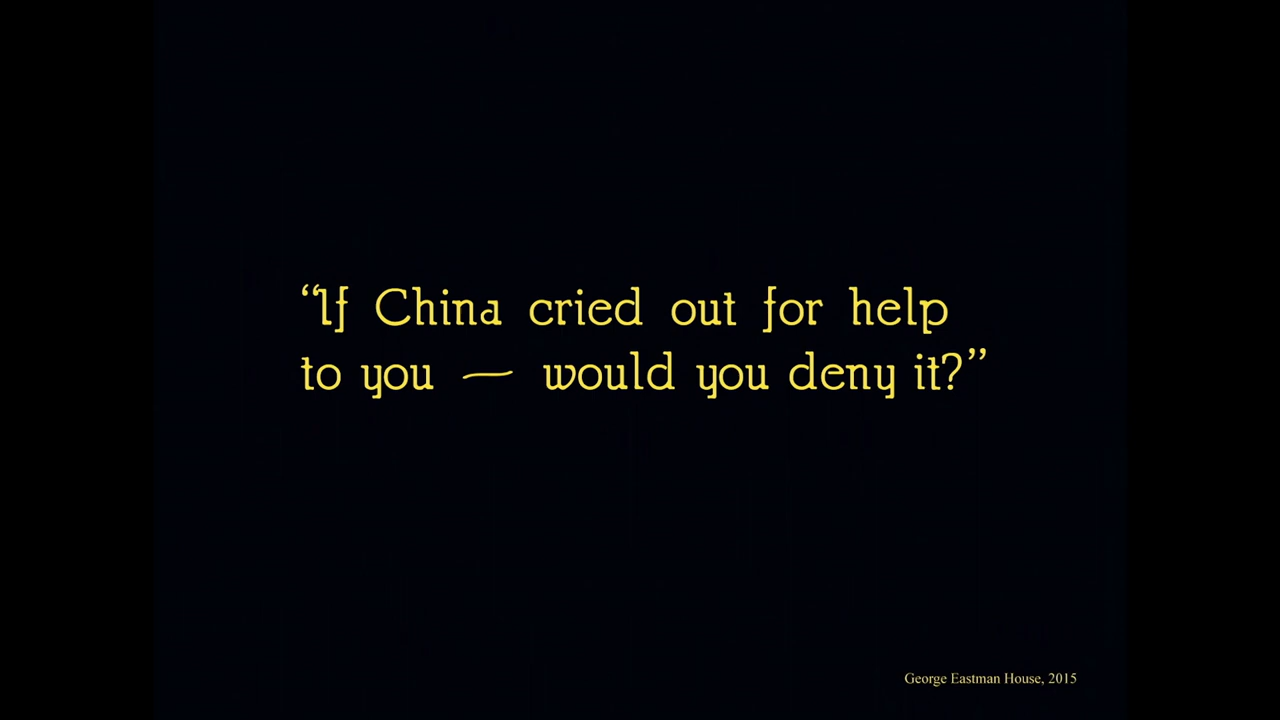 “If China cried out for help
to you — would you deny it?”
George Eastman House, 2015